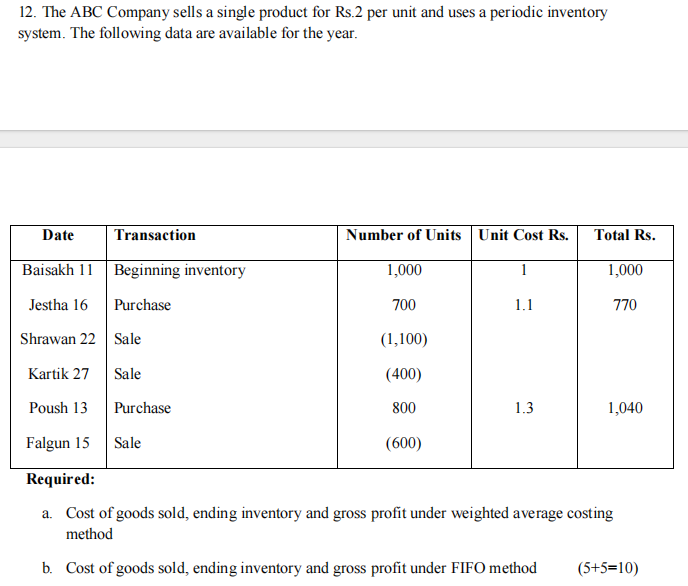 12. The ABC Company sells a single product for Rs.2 per unit and uses a periodic inventory
system. The following data are available for the year.
Date Transaction Number of Units Unit Cost Rs. Total Rs.
Baisakh 11 Beginning inventory 1,000 1 1,000
Jestha 16 Purchase 700 1.1 770
Shrawan 22 Sale (1,100)
Kartik 27 Sale (400)
Poush 13 Purchase 800 1.3 1,040
Falgun 15 Sale (600)
Required:
a. Cost of goods sold, ending inventory and gross profit under weighted average costing
method
b. Cost of goods sold, ending inventory and gross profit under FIFO method (5+5=10)